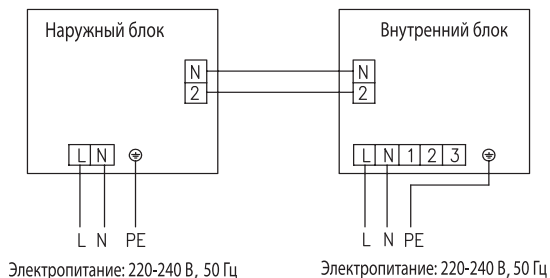 Наружный блок
Внутренний блок
N
2
N
2
L N
L N 1 2 3
L N PE
L N PE
Электропитание: 220-240 В, 50 Гц
Электропитание: 220-240 В, 50 Гц